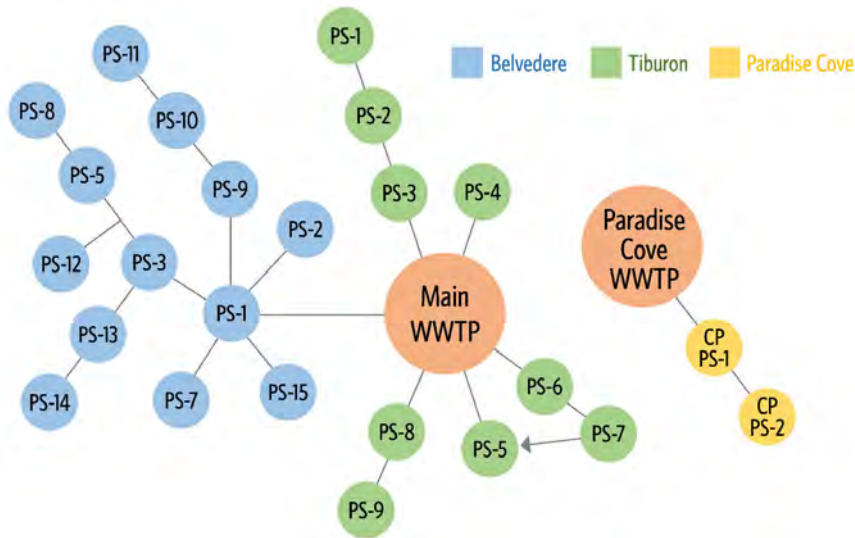 PS-1
PS-11
Belvedere
Tiburon
Paradise Cove
PS-8
PS-10
PS-2
PS-5
PS-9
PS-3
PS-4
PS-2
Paradise
Cove
WWTP
PS-12
PS-3
PS-1
Main
WWTP
PS-13
CP
PS-1
PS-14
PS-7
PS-15
PS-6
CP
PS-2
PS-8
PS-5
PS-7
PS-9